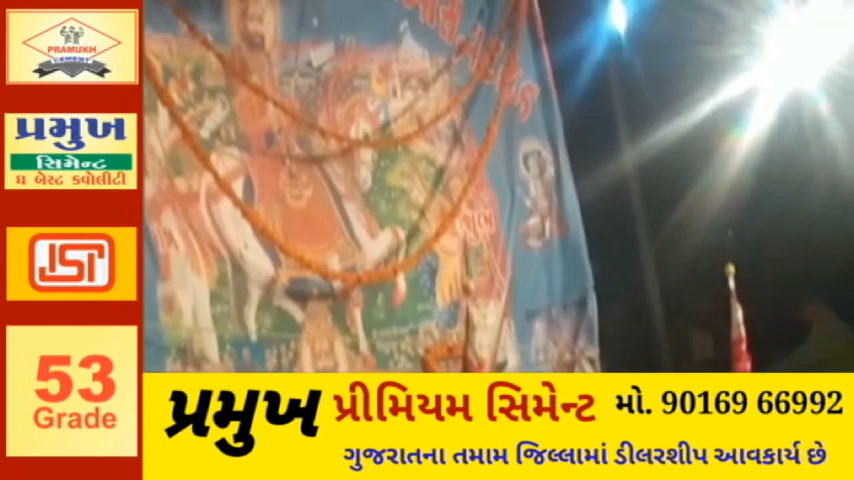 PRAMUKH
CEMENT
પ્રમુખ
સિમેન્ટ
ધ બેસ્ટ ક્વોલીટી
ISI
53
Grade
શુભ
પ્રમુખ પ્રીમિયમ સિમેન્ટ મો. 90169 66992
ગુજરાતના તમામ જિલ્લામાં ડીલરશીપ આવકાર્ય છે